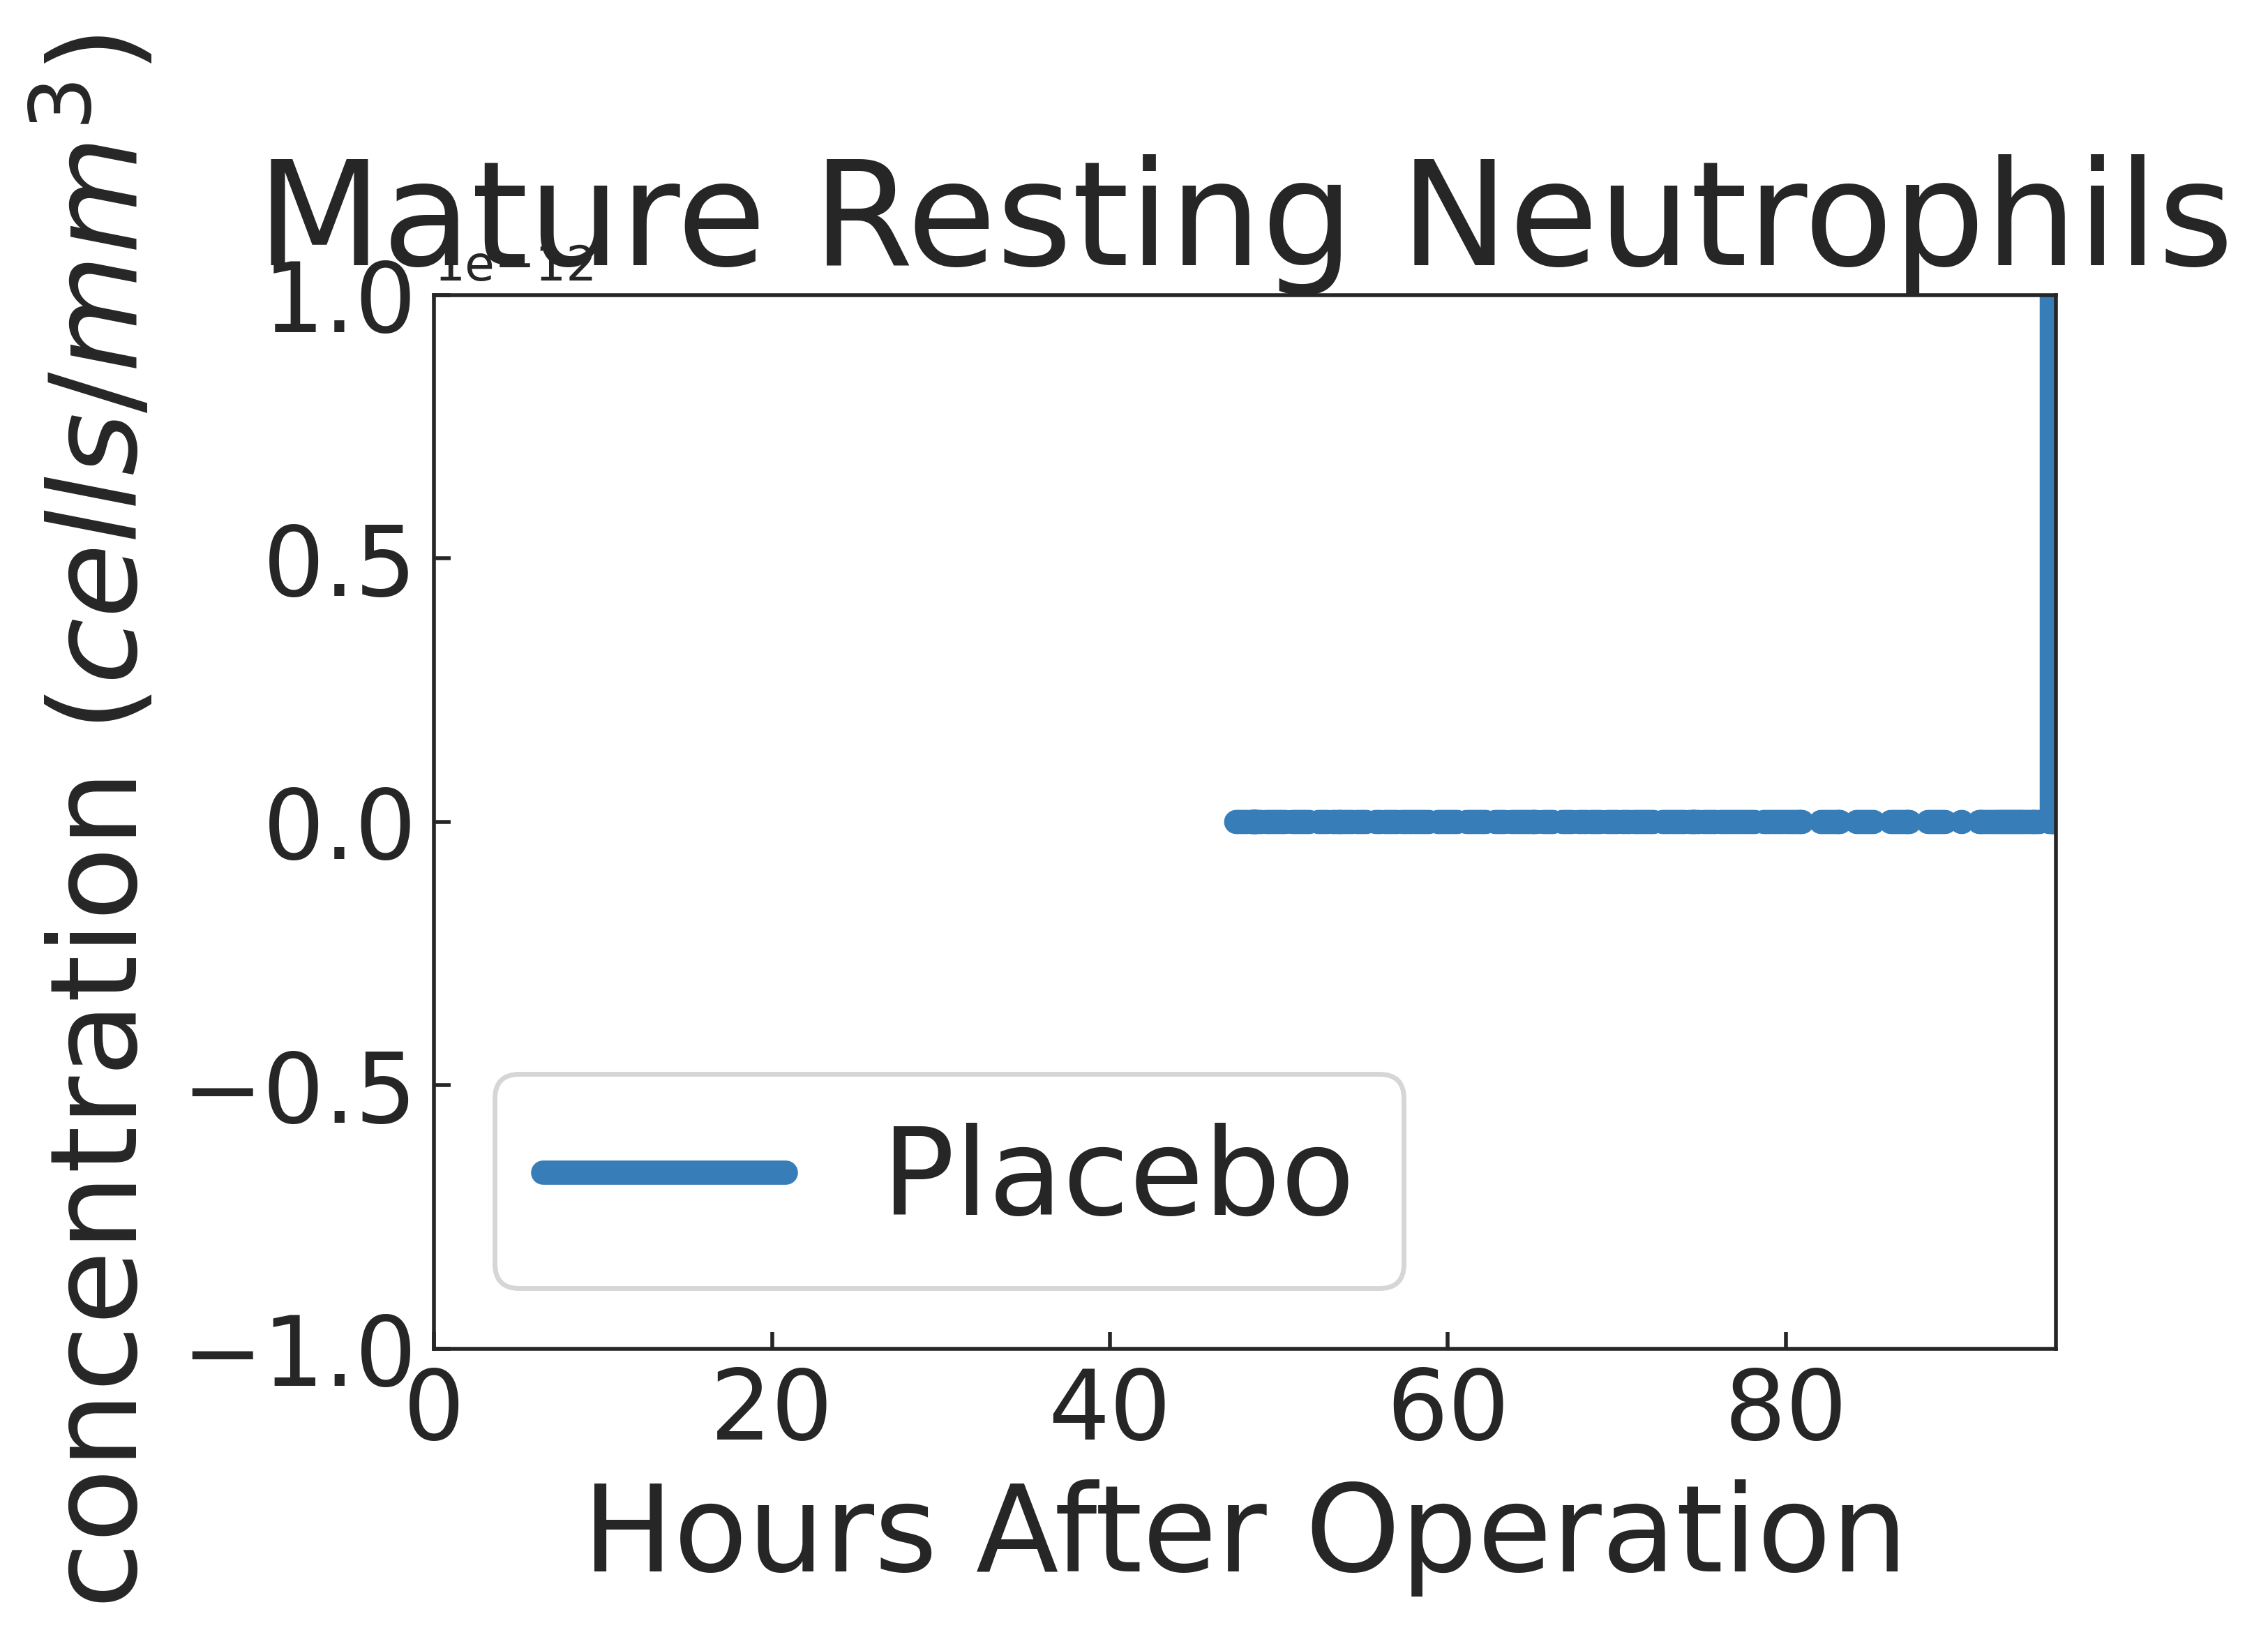 Mature Resting Neutrophils
1e−12
concentration (cells/mm³)
1.0
0.5
0.0
−0.5
−1.0
Placebo
0 20 40 60 80
Hours After Operation